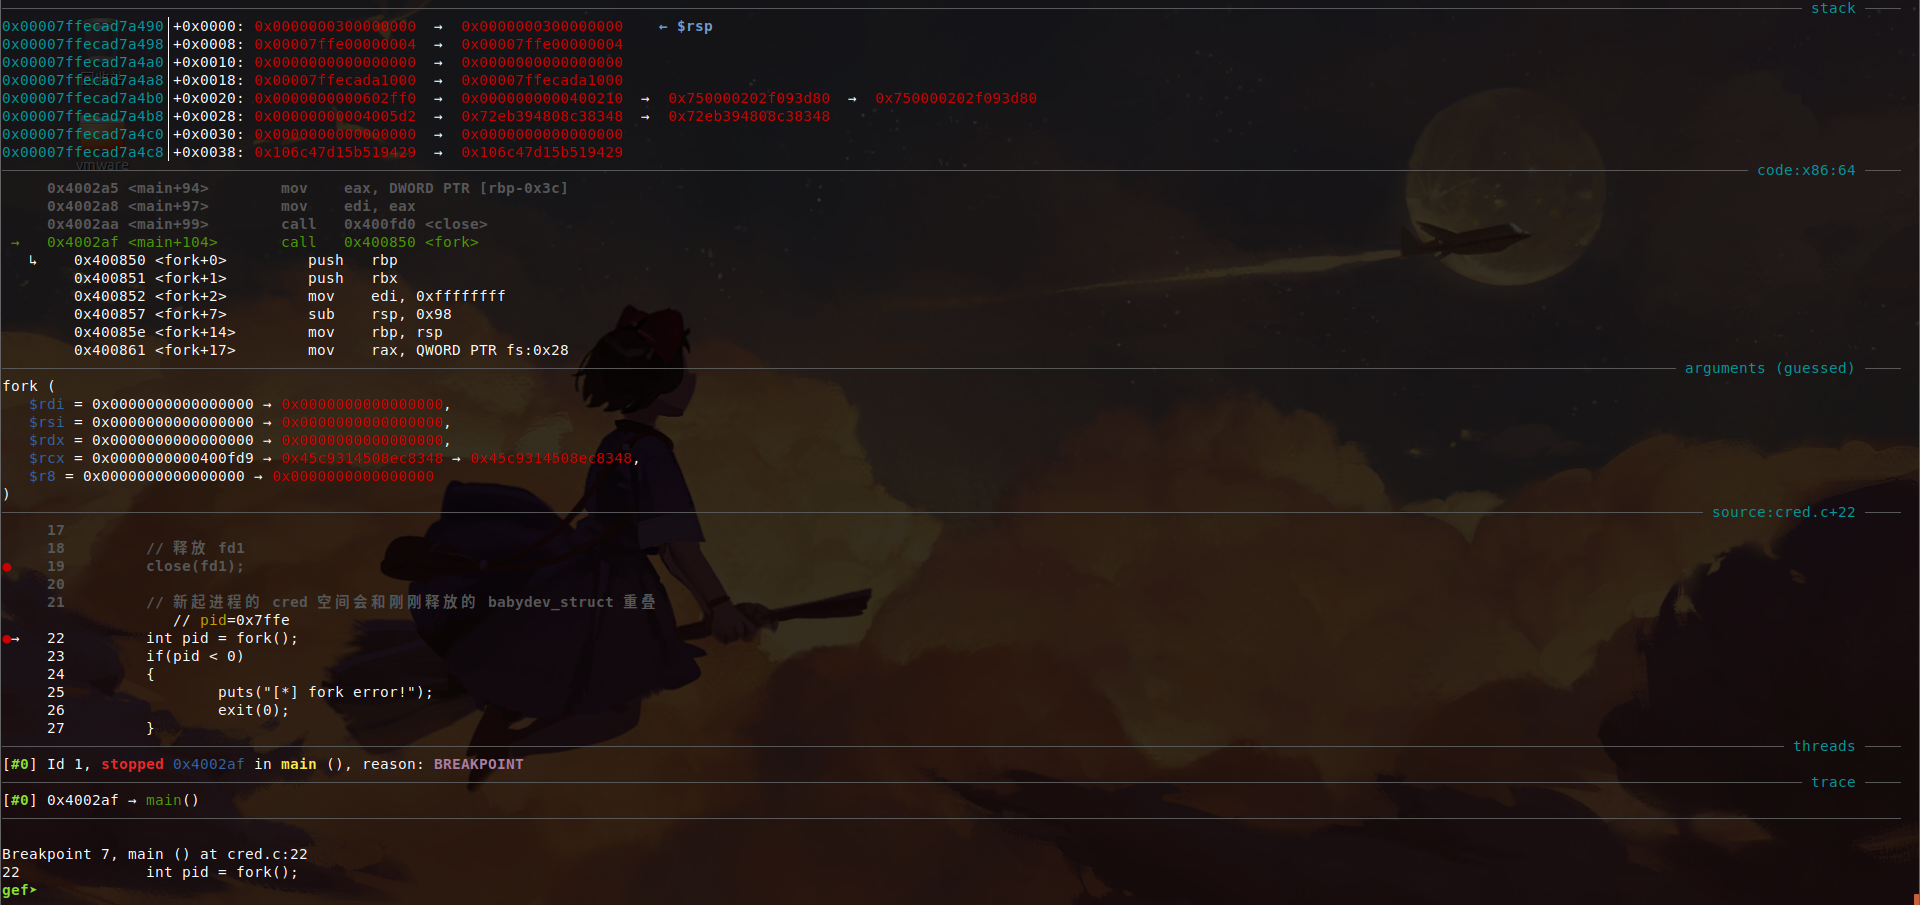 stack
0x00007ffecad7a490│+0x0000: 0x0000000300000000  →  0x0000000300000000    ← $rsp
0x00007ffecad7a498│+0x0008: 0x00007ffe00000004  →  0x00007ffe00000004
0x00007ffecad7a4a0│+0x0010: 0x0000000000000000  →  0x0000000000000000
0x00007ffecad7a4a8│+0x0018: 0x00007ffecada1000  →  0x00007ffecada1000
0x00007ffecad7a4b0│+0x0020: 0x0000000000602ff0  →  0x0000000000400210  →  0x750000202f093d80  →  0x750000202f093d80
0x00007ffecad7a4b8│+0x0028: 0x00000000004005d2  →  0x72eb394808c38348  →  0x72eb394808c38348
0x00007ffecad7a4c0│+0x0030: 0x0000000000000000  →  0x0000000000000000
0x00007ffecad7a4c8│+0x0038: 0x106c47d15b519429  →  0x106c47d15b519429
vmware
code:x86:64
0x4002a5 <main+94>        mov    eax, DWORD PTR [rbp-0x3c]
0x4002a8 <main+97>        mov    edi, eax
0x4002aa <main+99>        call   0x400fd0 <close>
→   0x4002af <main+104>       call   0x400850 <fork>
↳    0x400850 <fork+0>         push   rbp
0x400851 <fork+1>         push   rbx
0x400852 <fork+2>         mov    edi, 0xffffffff
0x400857 <fork+7>         sub    rsp, 0x98
0x40085e <fork+14>        mov    rbp, rsp
0x400861 <fork+17>        mov    rax, QWORD PTR fs:0x28
arguments (guessed)
fork (
$rdi = 0x0000000000000000 → 0x0000000000000000,
$rsi = 0x0000000000000000 → 0x0000000000000000,
$rdx = 0x0000000000000000 → 0x0000000000000000,
$rcx = 0x0000000000400fd9 → 0x45c9314508ec8348 → 0x45c9314508ec8348,
$r8 = 0x0000000000000000 → 0x0000000000000000
)
source:cred.c+22
17
18         // 释放 fd1
● 19         close(fd1);
20
21         // 新起进程的 cred 空间会和刚刚释放的 babydev_struct 重叠
// pid=0x7ffe
●→ 22         int pid = fork();
23         if(pid < 0)
24         {
25                 puts("[*] fork error!");
26                 exit(0);
27         }
threads
[#0] Id 1, stopped 0x4002af in main (), reason: BREAKPOINT
trace
[#0] 0x4002af → main()
Breakpoint 7, main () at cred.c:22
22              int pid = fork();
gef➤